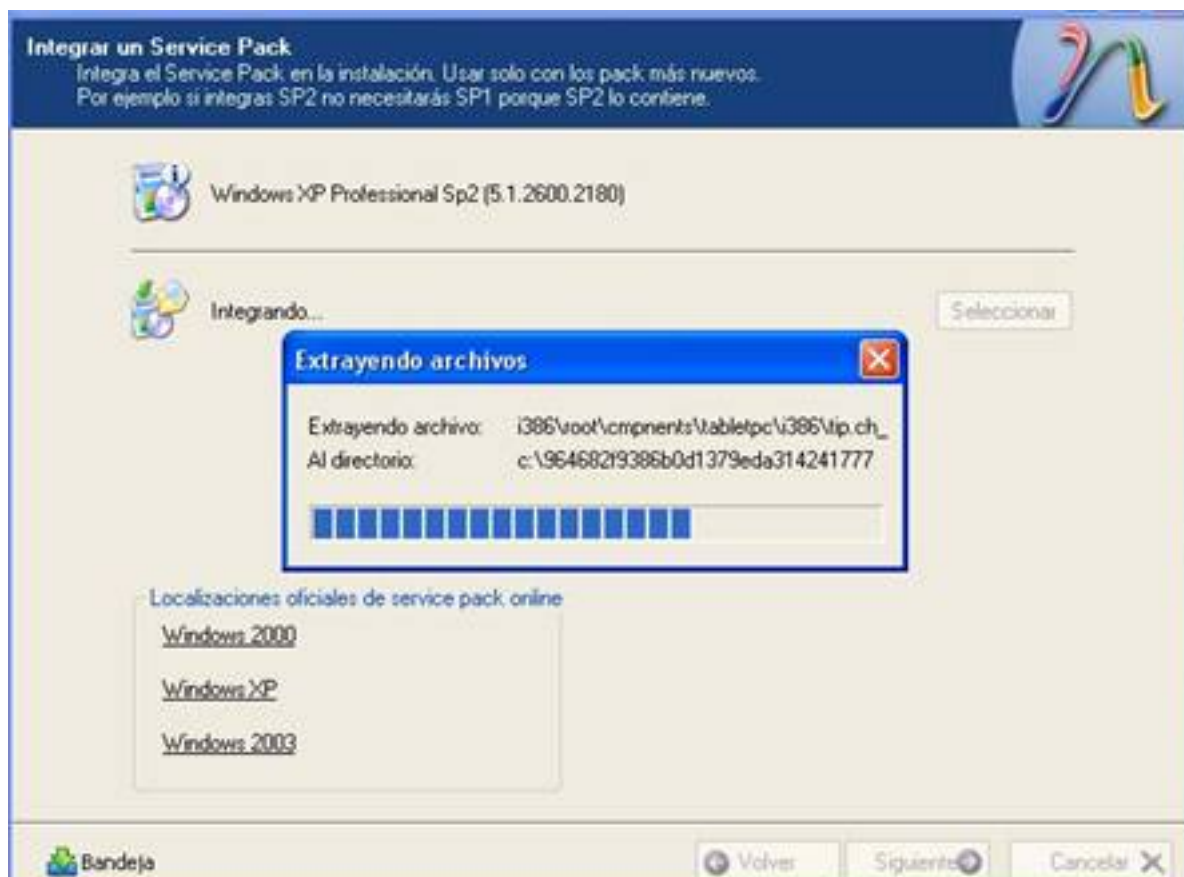 Integrar un Service Pack
Integra el Service Pack en la instalación. Usar solo con los pack más nuevos.
Por ejemplo si integras SP2 no necesitarás SP1 porque SP2 lo contiene.
Windows XP Professional Sp2 (5.1.2600.2180)
Integrando...
Seleccionar
Extrayendo archivos
Extrayendo archivo: i386\root\cmpnents\tabletpc\i386\tip.ch_
Al directorio: c:\964682f9386b0d1379eda314241777
Localizaciones oficiales de service pack online
Windows 2000
Windows XP
Windows 2003
Bandeja
Volver
Siguiente
Cancelar